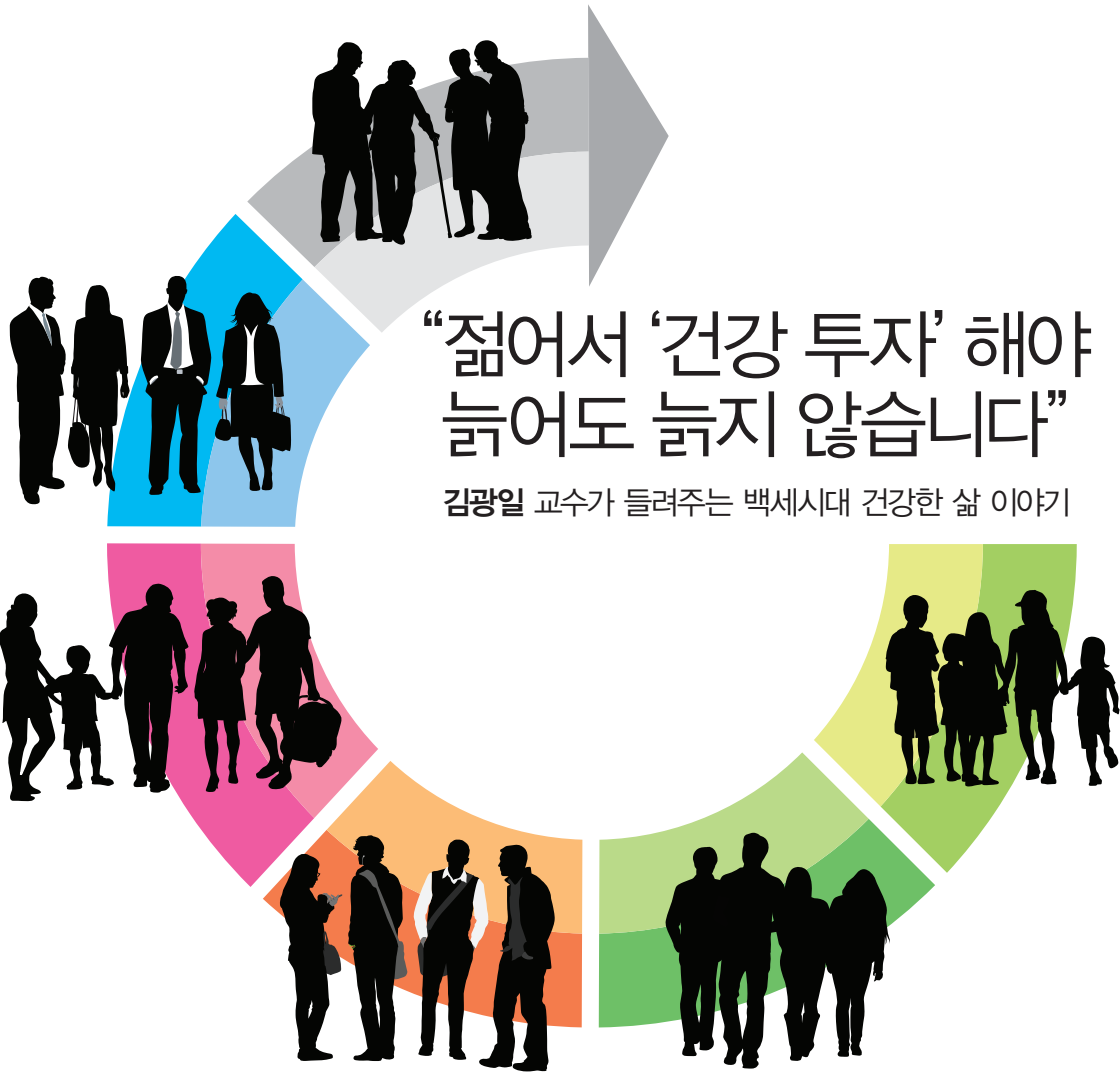 “젊어서 ‘건강 투자’ 해야
늙어도 늙지 않습니다”
김광일 교수가 들려주는 백세시대 건강한 삶 이야기